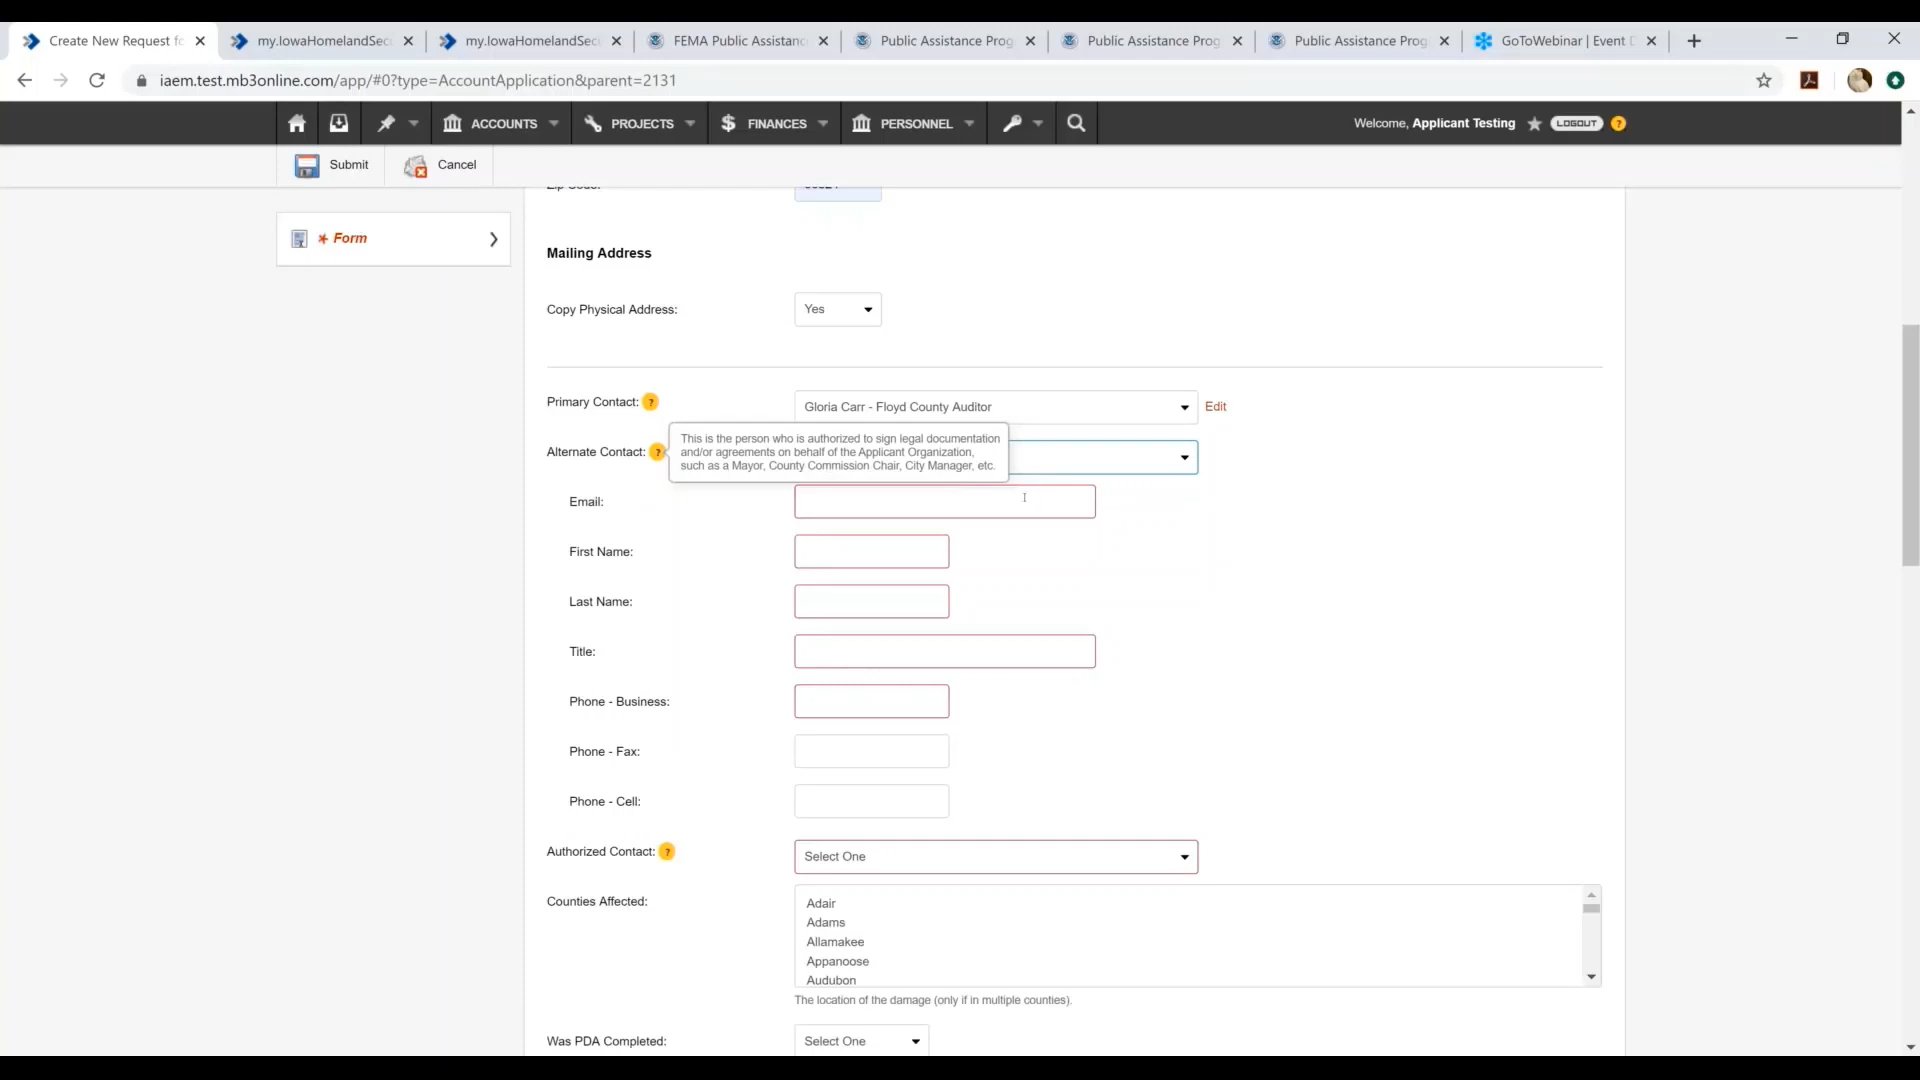 Create New Request fo
my.IowaHomelandSec
my.IowaHomelandSec
FEMA Public Assistanc
Public Assistance Prog
Public Assistance Prog
Public Assistance Prog
GoToWebinar | Event D
iaem.test.mb3online.com/app/#0?type=AccountApplication&parent=2131
ACCOUNTS
PROJECTS
FINANCES
PERSONNEL
Welcome, Applicant Testing
LOGOUT
?
Submit
Cancel
Zip Code:
* Form
Mailing Address
Copy Physical Address:
Yes
Primary Contact: ?
Gloria Carr - Floyd County Auditor
Edit
Alternate Contact: ?
This is the person who is authorized to sign legal documentation
and/or agreements on behalf of the Applicant Organization,
such as a Mayor, County Commission Chair, City Manager, etc.
Email:
First Name:
Last Name:
Title:
Phone - Business:
Phone - Fax:
Phone - Cell:
Authorized Contact: ?
Select One
Counties Affected:
Adair
Adams
Allamakee
Appanoose
Audubon
The location of the damage (only if in multiple counties).
Was PDA Completed:
Select One